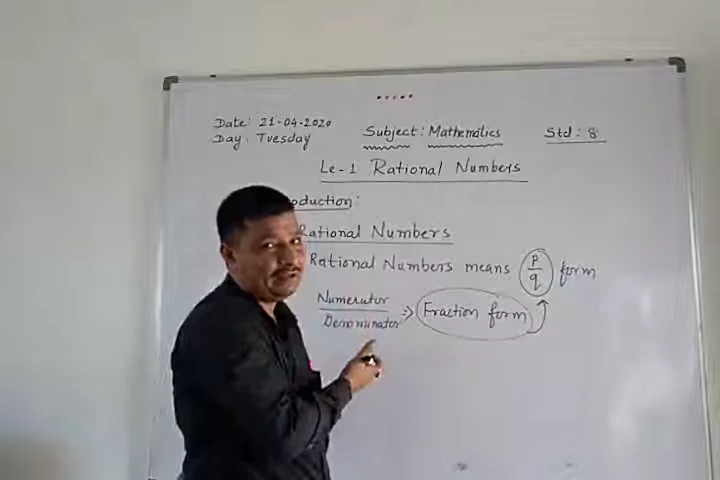 Date: 21-04-2020
Day: Tuesday
Subject: Mathematics
Std: 8
Le-1 Rational Numbers
oduction:
Rational Numbers
Rational Numbers means p/q form
Numerator
Denominator => Fraction form